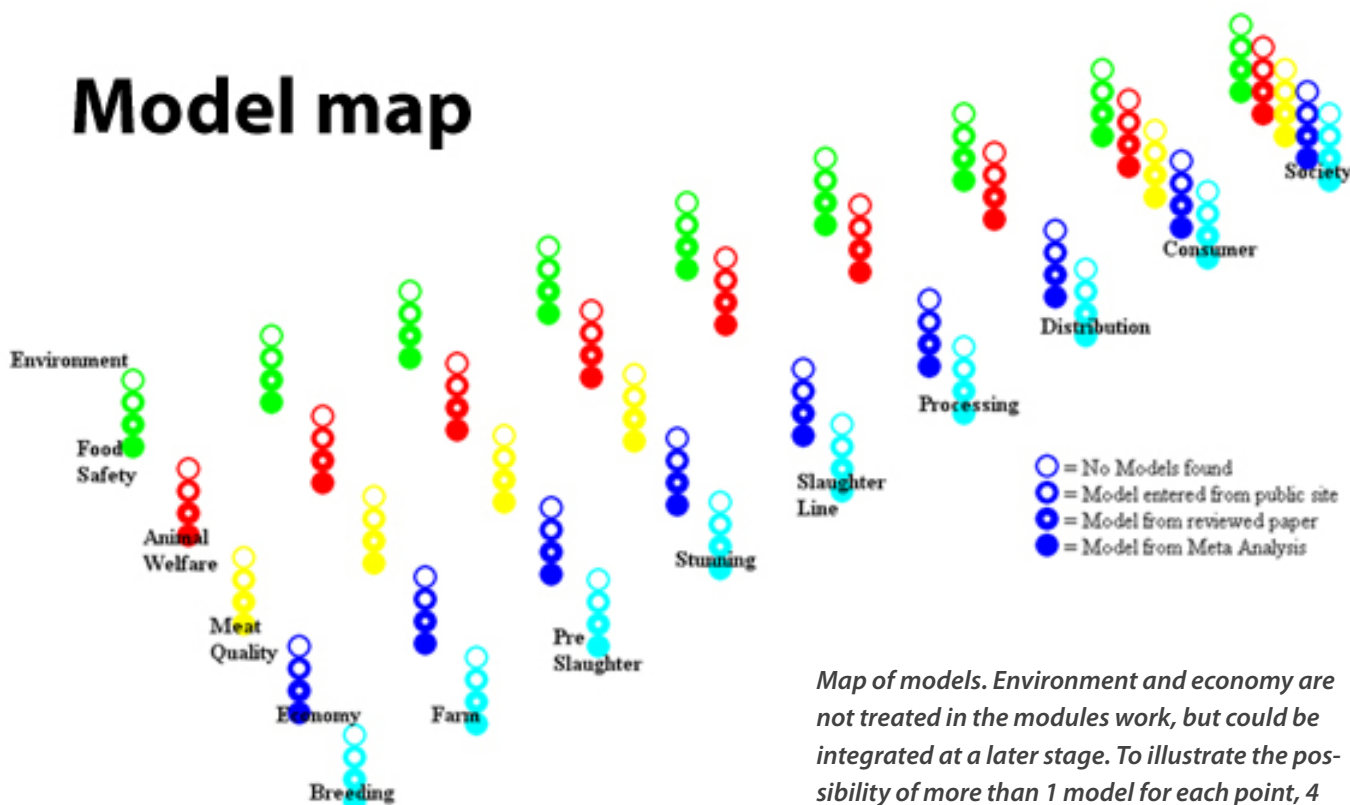 Model map
Environment
Food
Safety
Animal
Welfare
Meat
Quality
Economy
Breeding
Farm
Pre
Slaughter
Stunning
Slaughter
Line
Processing
Distribution
Consumer
Society
= No Models found
= Model entered from public site
= Model from reviewed paper
= Model from Meta Analysis
Map of models. Environment and economy are
not treated in the modules work, but could be
integrated at a later stage. To illustrate the pos-
sibility of more than 1 model for each point, 4